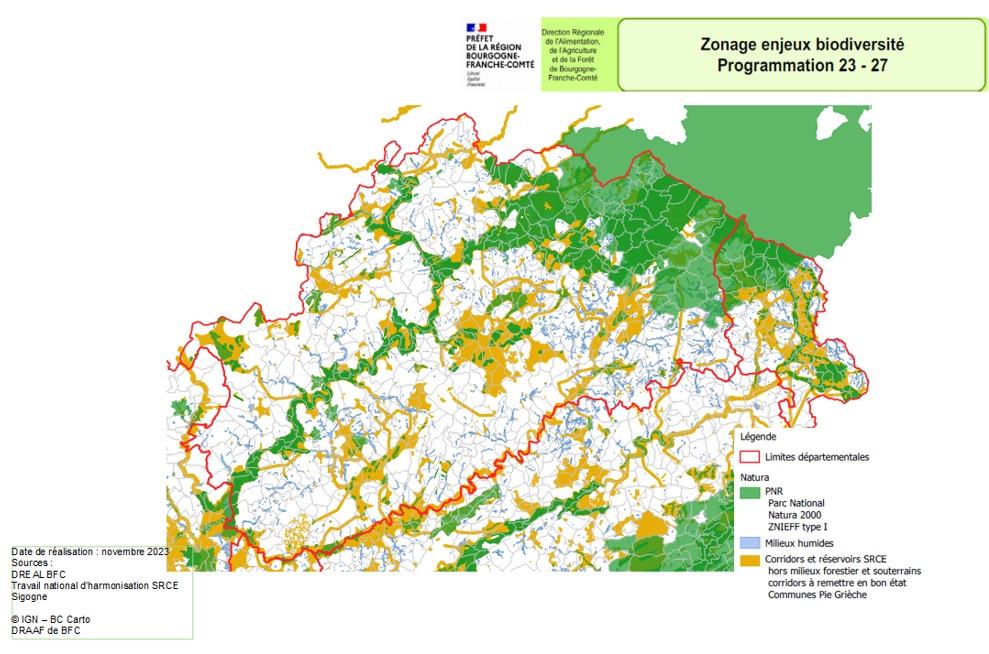 PRÉFET
DE LA RÉGION
BOURGOGNE-
FRANCHE-COMTÉ
Liberté
Égalité
Fraternité
Direction Régionale
de l'Alimentation,
de l'Agriculture
et de la Forêt
de Bourgogne-
Franche-Comté
Zonage enjeux biodiversité
Programmation 23 - 27
Légende
Limites départementales
Natura
PNR
Parc National
Natura 2000
ZNIEFF type I
Milieux humides
Corridors et réservoirs SRCE
hors milieux forestier et souterrains
corridors à remettre en bon état
Communes Pie Grièche
Date de réalisation : novembre 2023
Sources :
DREAL BFC
Travail national d'harmonisation SRCE
Sigogne
© IGN – BC Carto
DRAAF de BFC